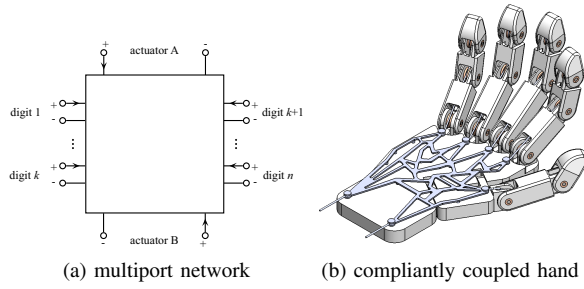 actuator A
+ -
digit 1 + -
+ - digit k+1
⋮ ⋮
digit k + -
+ - digit n
- +
actuator B
(a) multiport network
(b) compliantly coupled hand